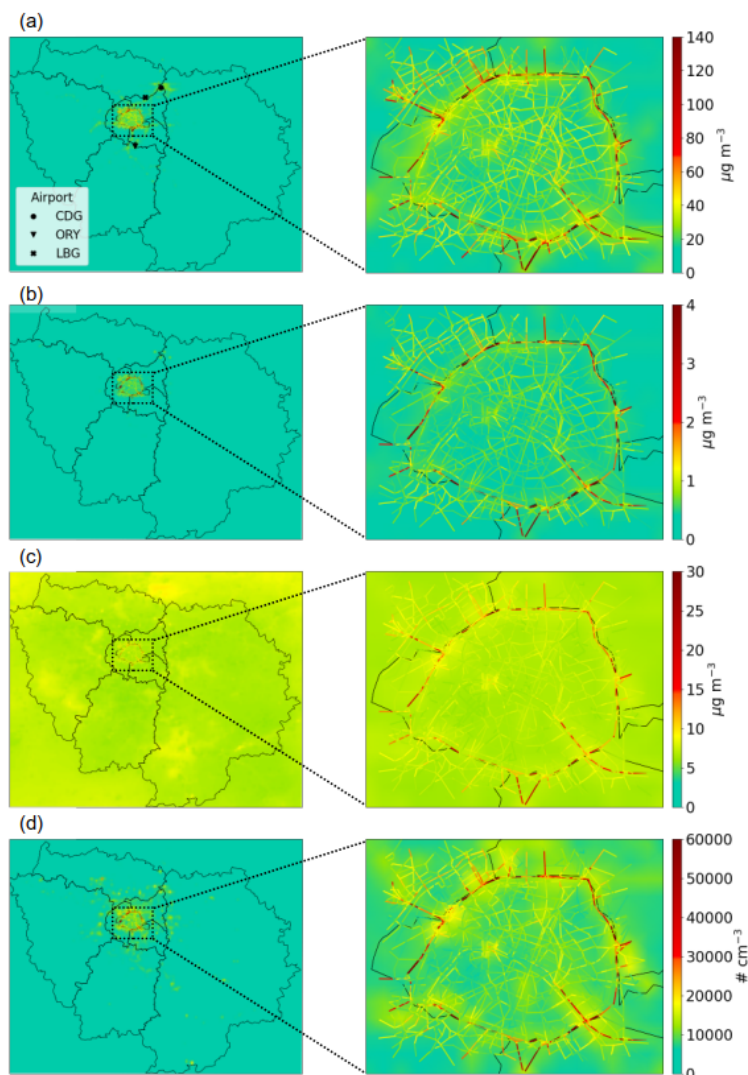 (a)
Airport
CDG
ORY
LBG
140
120
100
80
60
40
20
0
μg m⁻³
(b)
4
3
2
1
0
μg m⁻³
(c)
30
25
20
15
10
5
0
μg m⁻³
(d)
60000
50000
40000
30000
20000
10000
0
# cm⁻³